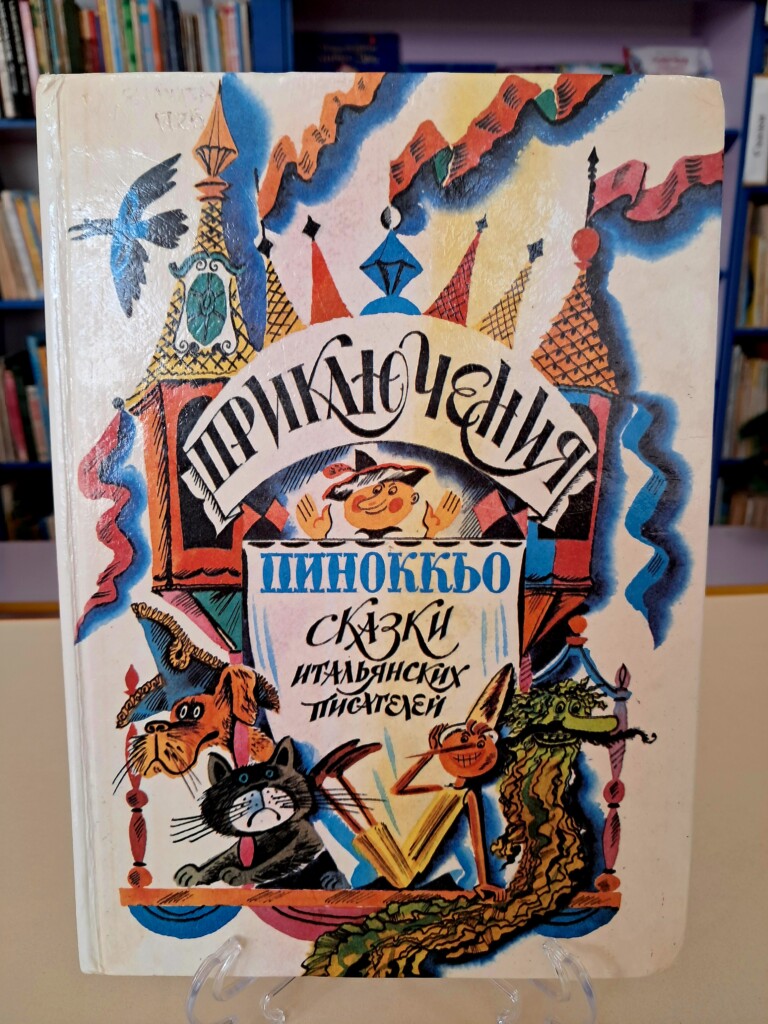 ПРИКЛЮЧЕНИЯ
ПИНОККЬО
СКАЗКИ
ИТАЛЬЯНСКИХ
ПИСАТЕЛЕЙ